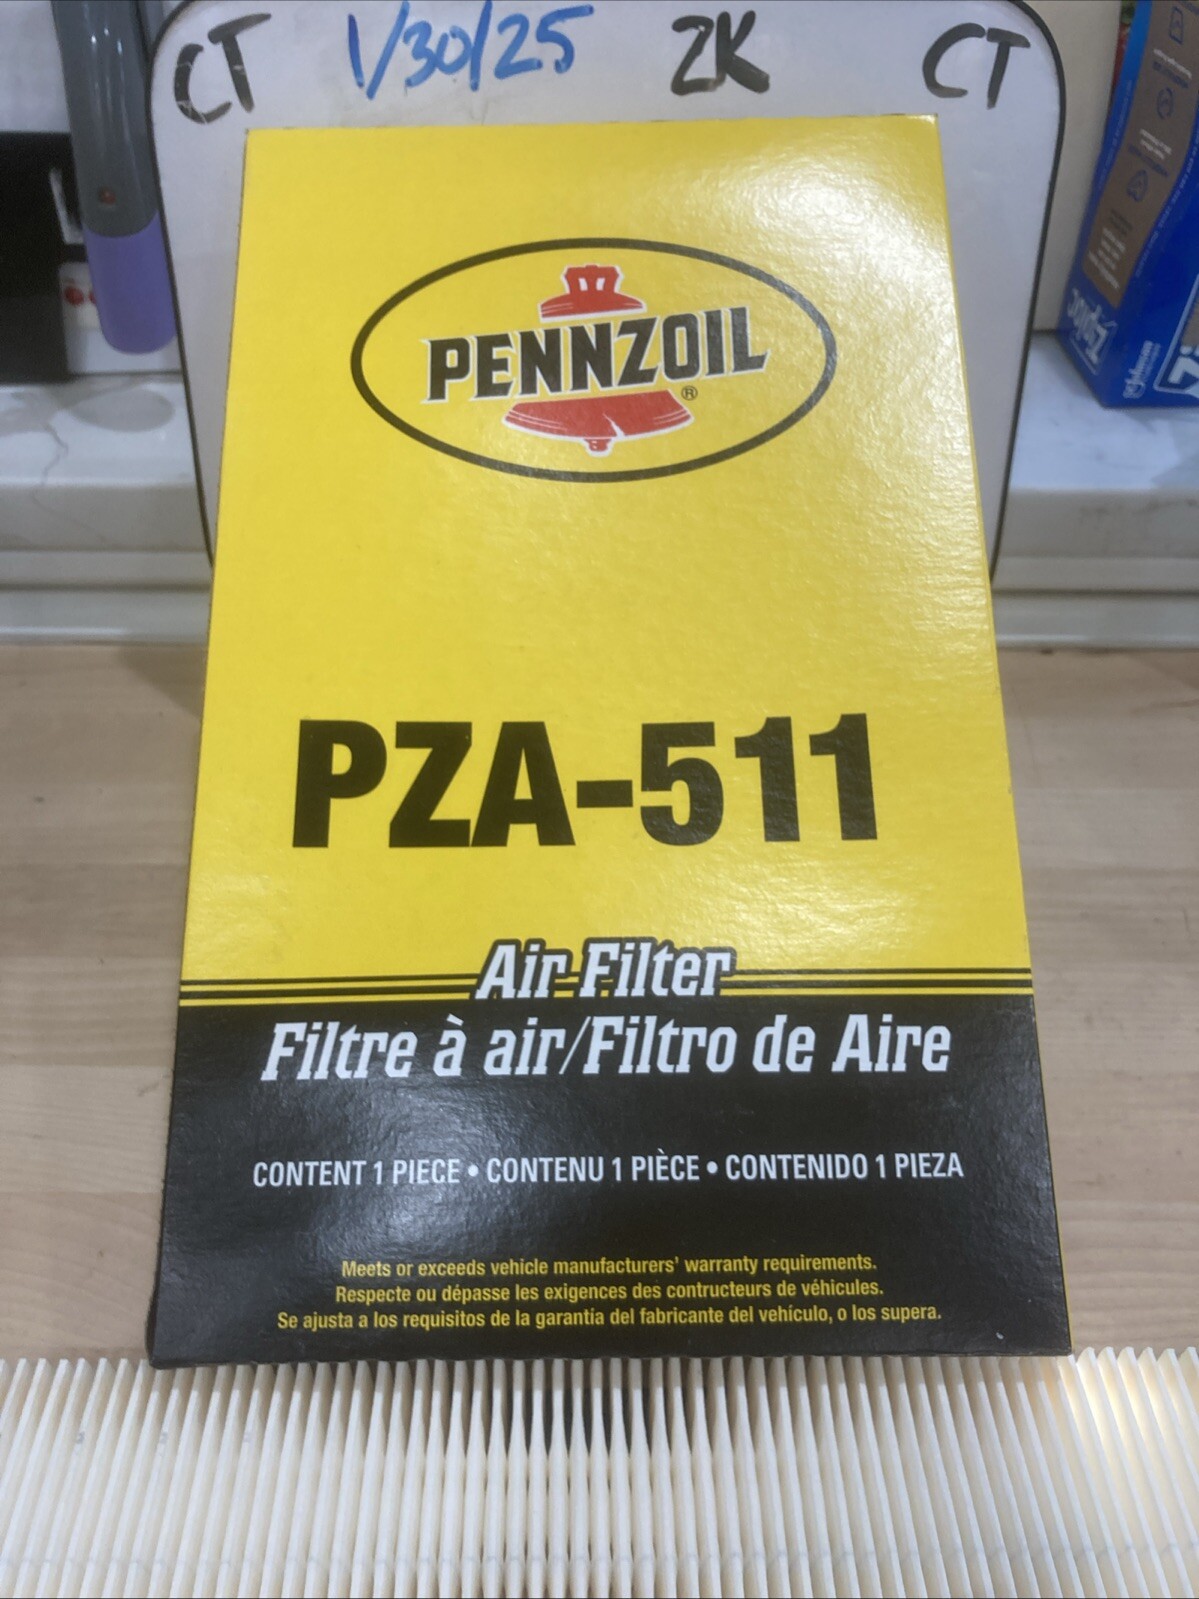 CT 1/30/25 ZK CT
PENNZOIL®
PZA-511
Air Filter
Filtre à air/Filtro de Aire
CONTENT 1 PIECE • CONTENU 1 PIÈCE • CONTENIDO 1 PIEZA
Meets or exceeds vehicle manufacturers' warranty requirements.
Respecte ou dépasse les exigences des contructeurs de véhicules.
Se ajusta a los requisitos de la garantía del fabricante del vehículo, o los supera.
Ziploc